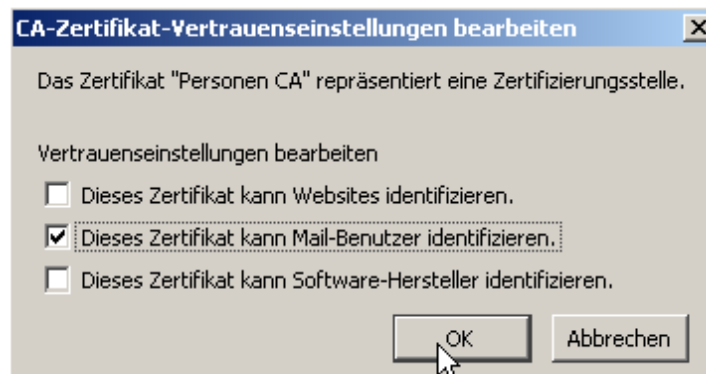 CA-Zertifikat-Vertrauenseinstellungen bearbeiten
Das Zertifikat "Personen CA" repräsentiert eine Zertifizierungsstelle.
Vertrauenseinstellungen bearbeiten
Dieses Zertifikat kann Websites identifizieren.
Dieses Zertifikat kann Mail-Benutzer identifizieren.
Dieses Zertifikat kann Software-Hersteller identifizieren.
OK Abbrechen